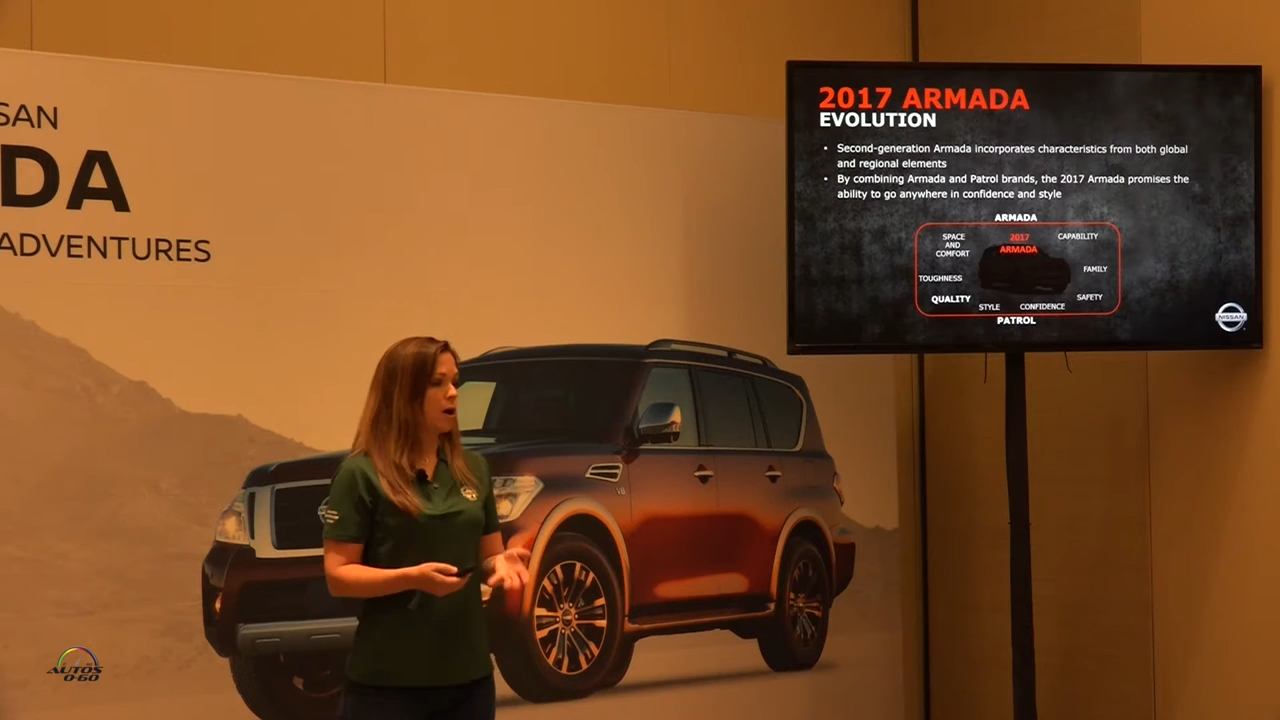 SAN
DA
ADVENTURES
2017 ARMADA
EVOLUTION
• Second-generation Armada incorporates characteristics from both global
and regional elements
• By combining Armada and Patrol brands, the 2017 Armada promises the
ability to go anywhere in confidence and style
ARMADA
SPACE
AND
COMFORT
2017
ARMADA
CAPABILITY
TOUGHNESS
FAMILY
QUALITY
STYLE
CONFIDENCE
SAFETY
PATROL
NISSAN
V8
AUTOS
0-60